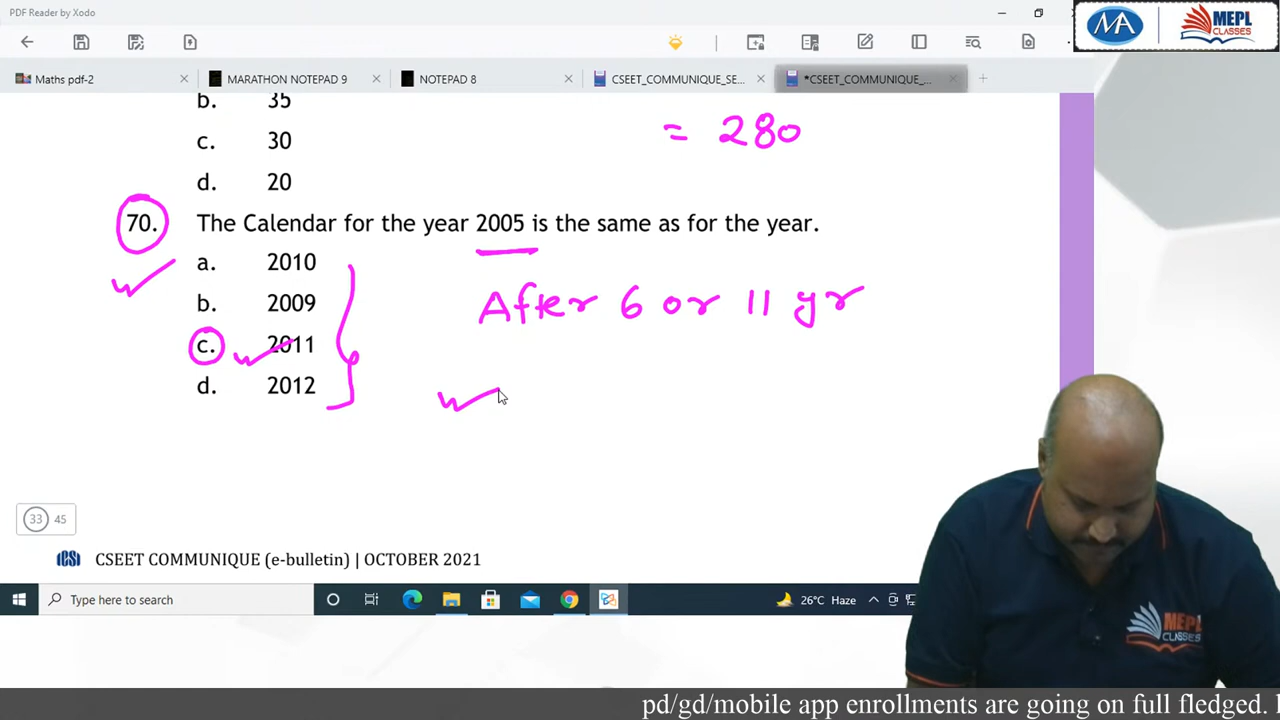 PDF Reader by Xodo
MA
MEPL
CLASSES
Maths pdf-2
MARATHON NOTEPAD 9
NOTEPAD 8
CSEET_COMMUNIQUE_SE...
*CSEET_COMMUNIQUE_...
b. 35
c. 30
d. 20
= 280
70. The Calendar for the year 2005 is the same as for the year.
a. 2010
b. 2009
c. 2011
d. 2012
After 6 or 11 yr
33 45
CSEET COMMUNIQUE (e-bulletin) | OCTOBER 2021
Type here to search
26°C Haze
MEPL
CLASSES
pd/gd/mobile app enrollments are going on full fledged.